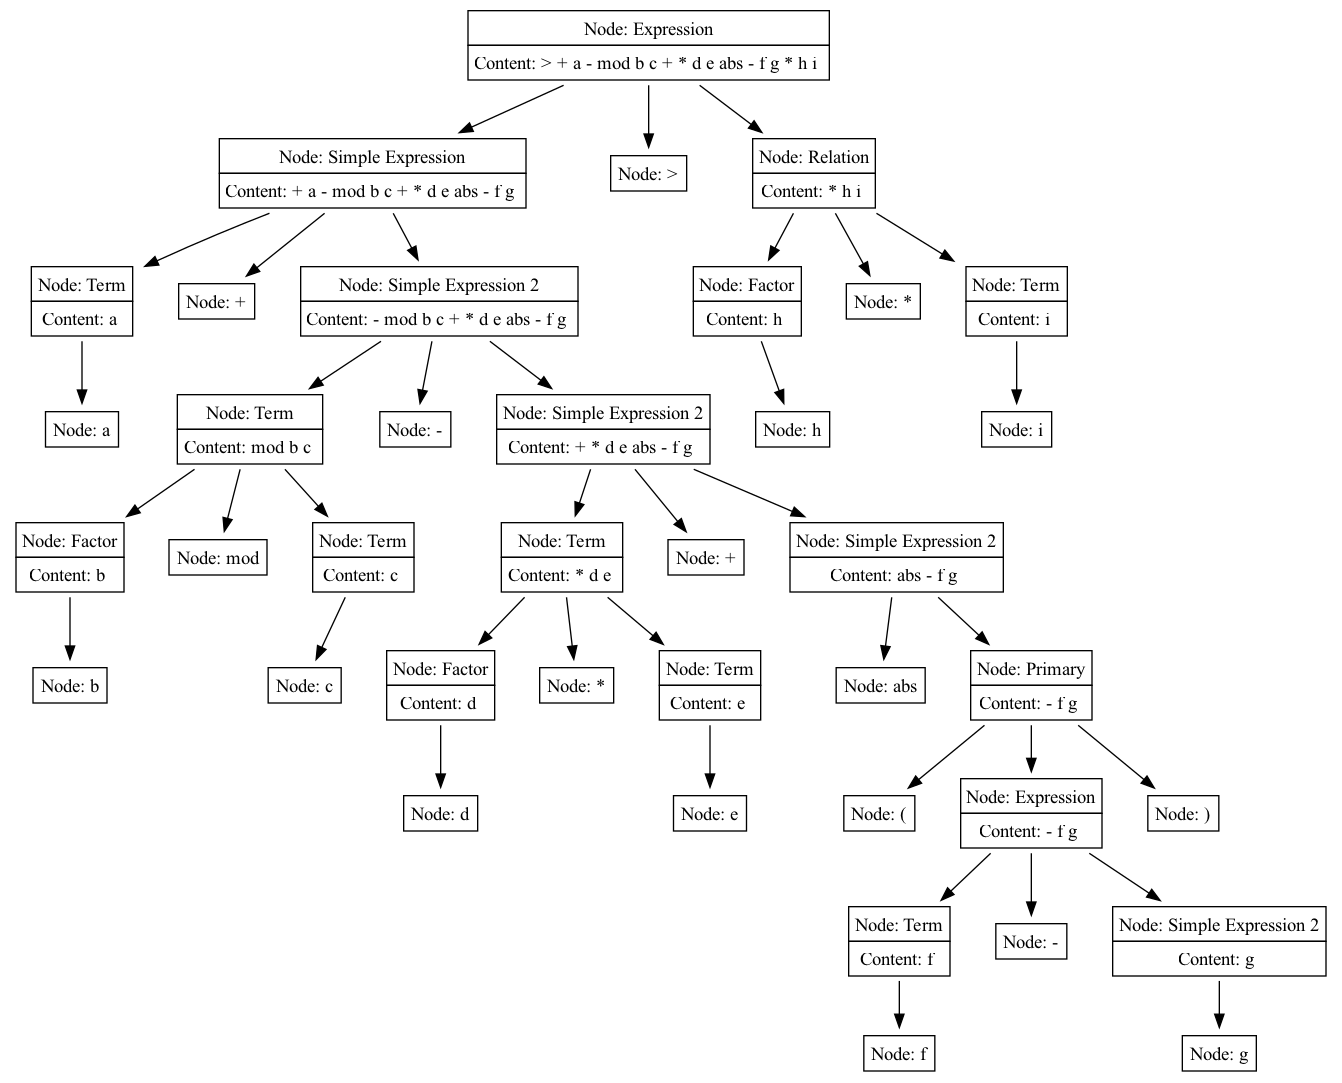 Node: Expression
Content: > + a - mod b c + * d e abs - f g * h i
Node: Simple Expression
Content: + a - mod b c + * d e abs - f g
Node: >
Node: Relation
Content: * h i
Node: Term
Content: a
Node: +
Node: Simple Expression 2
Content: - mod b c + * d e abs - f g
Node: Factor
Content: h
Node: *
Node: Term
Content: i
Node: a
Node: Term
Content: mod b c
Node: -
Node: Simple Expression 2
Content: + * d e abs - f g
Node: h
Node: i
Node: Factor
Content: b
Node: mod
Node: Term
Content: c
Node: Term
Content: * d e
Node: +
Node: Simple Expression 2
Content: abs - f g
Node: b
Node: c
Node: Factor
Content: d
Node: *
Node: Term
Content: e
Node: abs
Node: Primary
Content: - f g
Node: d
Node: e
Node: (
Node: Expression
Content: - f g
Node: )
Node: Term
Content: f
Node: -
Node: Simple Expression 2
Content: g
Node: f
Node: g